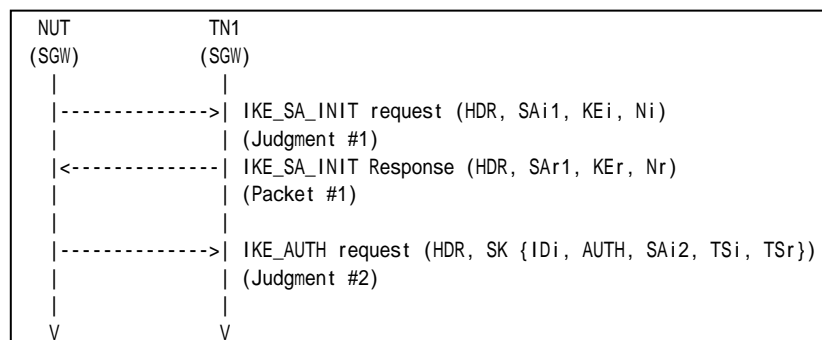 NUT TN1
(SGW) (SGW)
| |
|-------------->| IKE_SA_INIT request (HDR, SAi1, KEi, Ni)
| | (Judgment #1)
|<--------------| IKE_SA_INIT Response (HDR, SAr1, KEr, Nr)
| | (Packet #1)
| |
|-------------->| IKE_AUTH request (HDR, SK {IDi, AUTH, SAi2, TSi, TSr})
| | (Judgment #2)
| |
V V